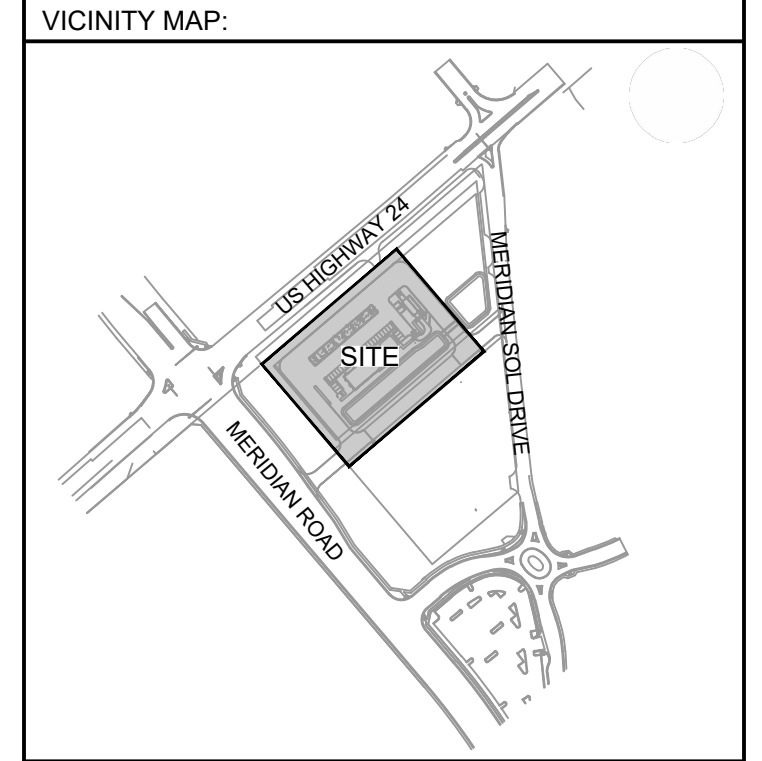 VICINITY MAP:
US HIGHWAY 24
MERIDIAN SOL DRIVE
SITE
MERIDIAN ROAD